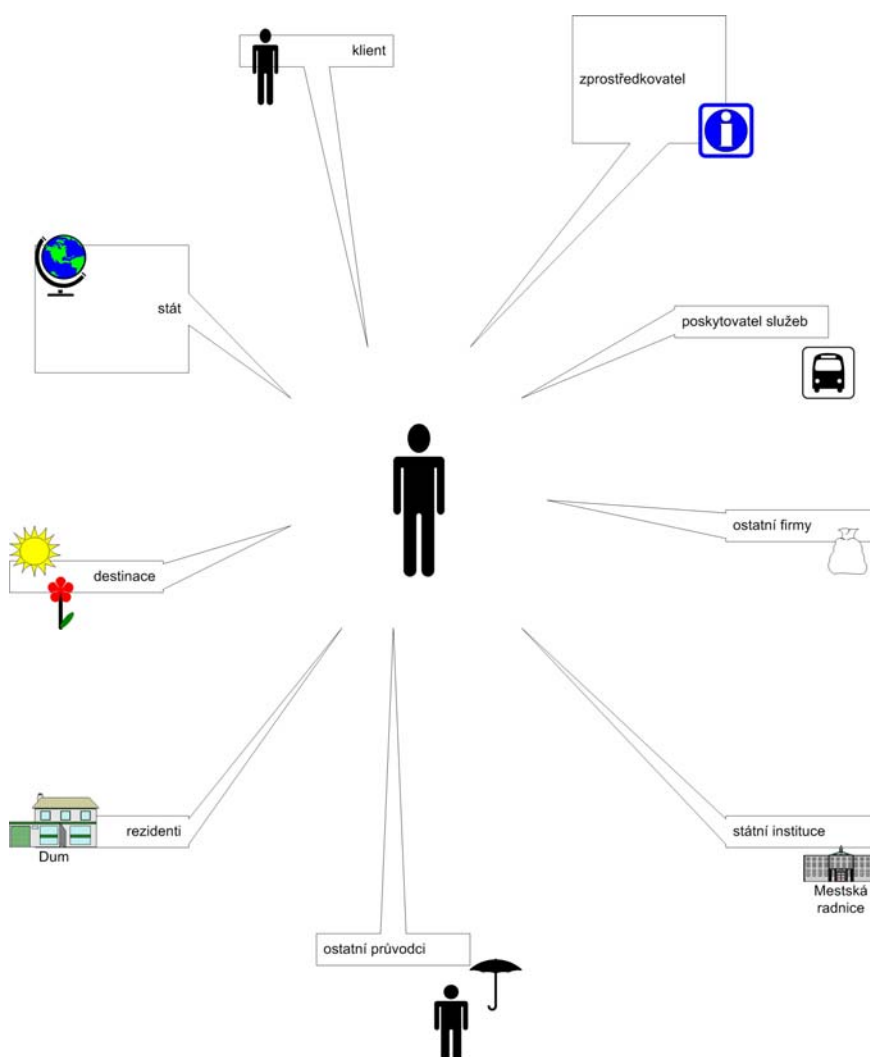 klient
zprostředkovatel
stát
poskytovatel služeb
ostatní firmy
destinace
rezidenti
Dum
státní instituce
Mestská
radnice
ostatní průvodci